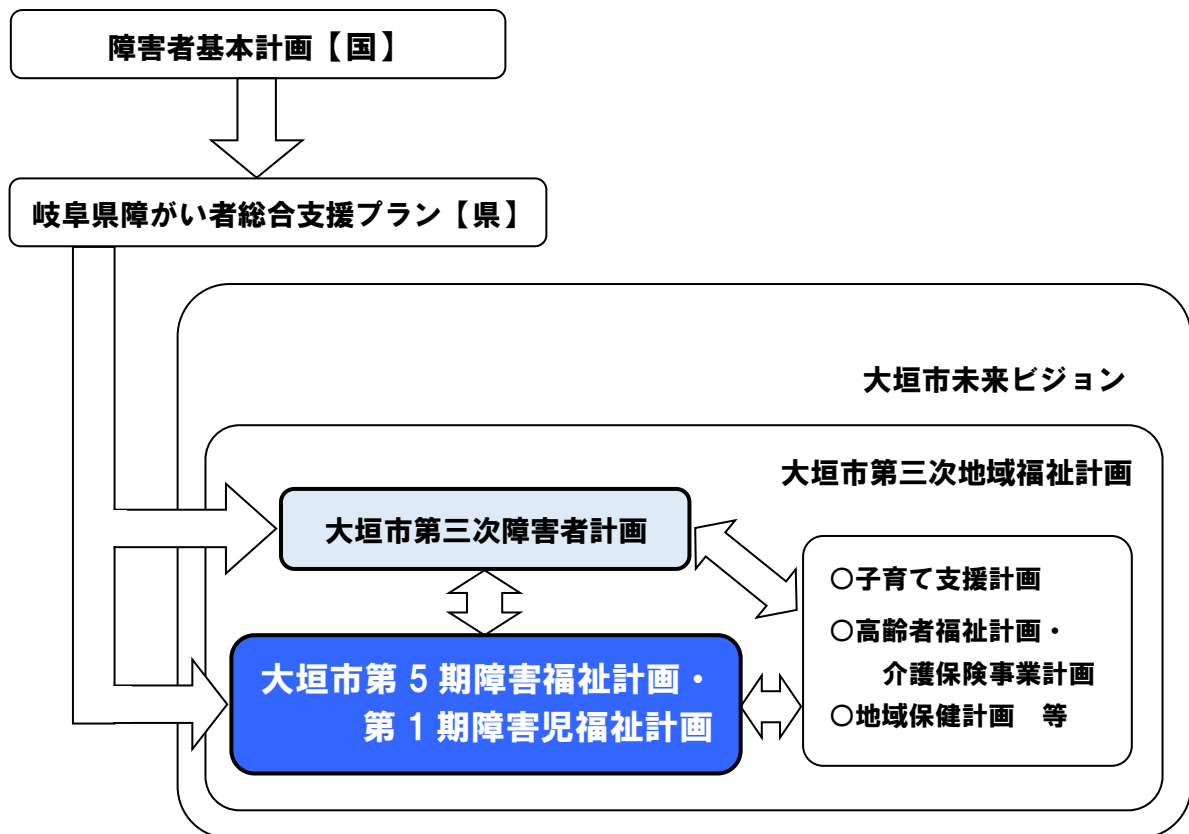 障害者基本計画【国】
岐阜県障がい者総合支援プラン【県】
大垣市未来ビジョン
大垣市第三次地域福祉計画
大垣市第三次障害者計画
大垣市第 5 期障害福祉計画・
第 1 期障害児福祉計画
○子育て支援計画
○高齢者福祉計画・
介護保険事業計画
○地域保健計画　等